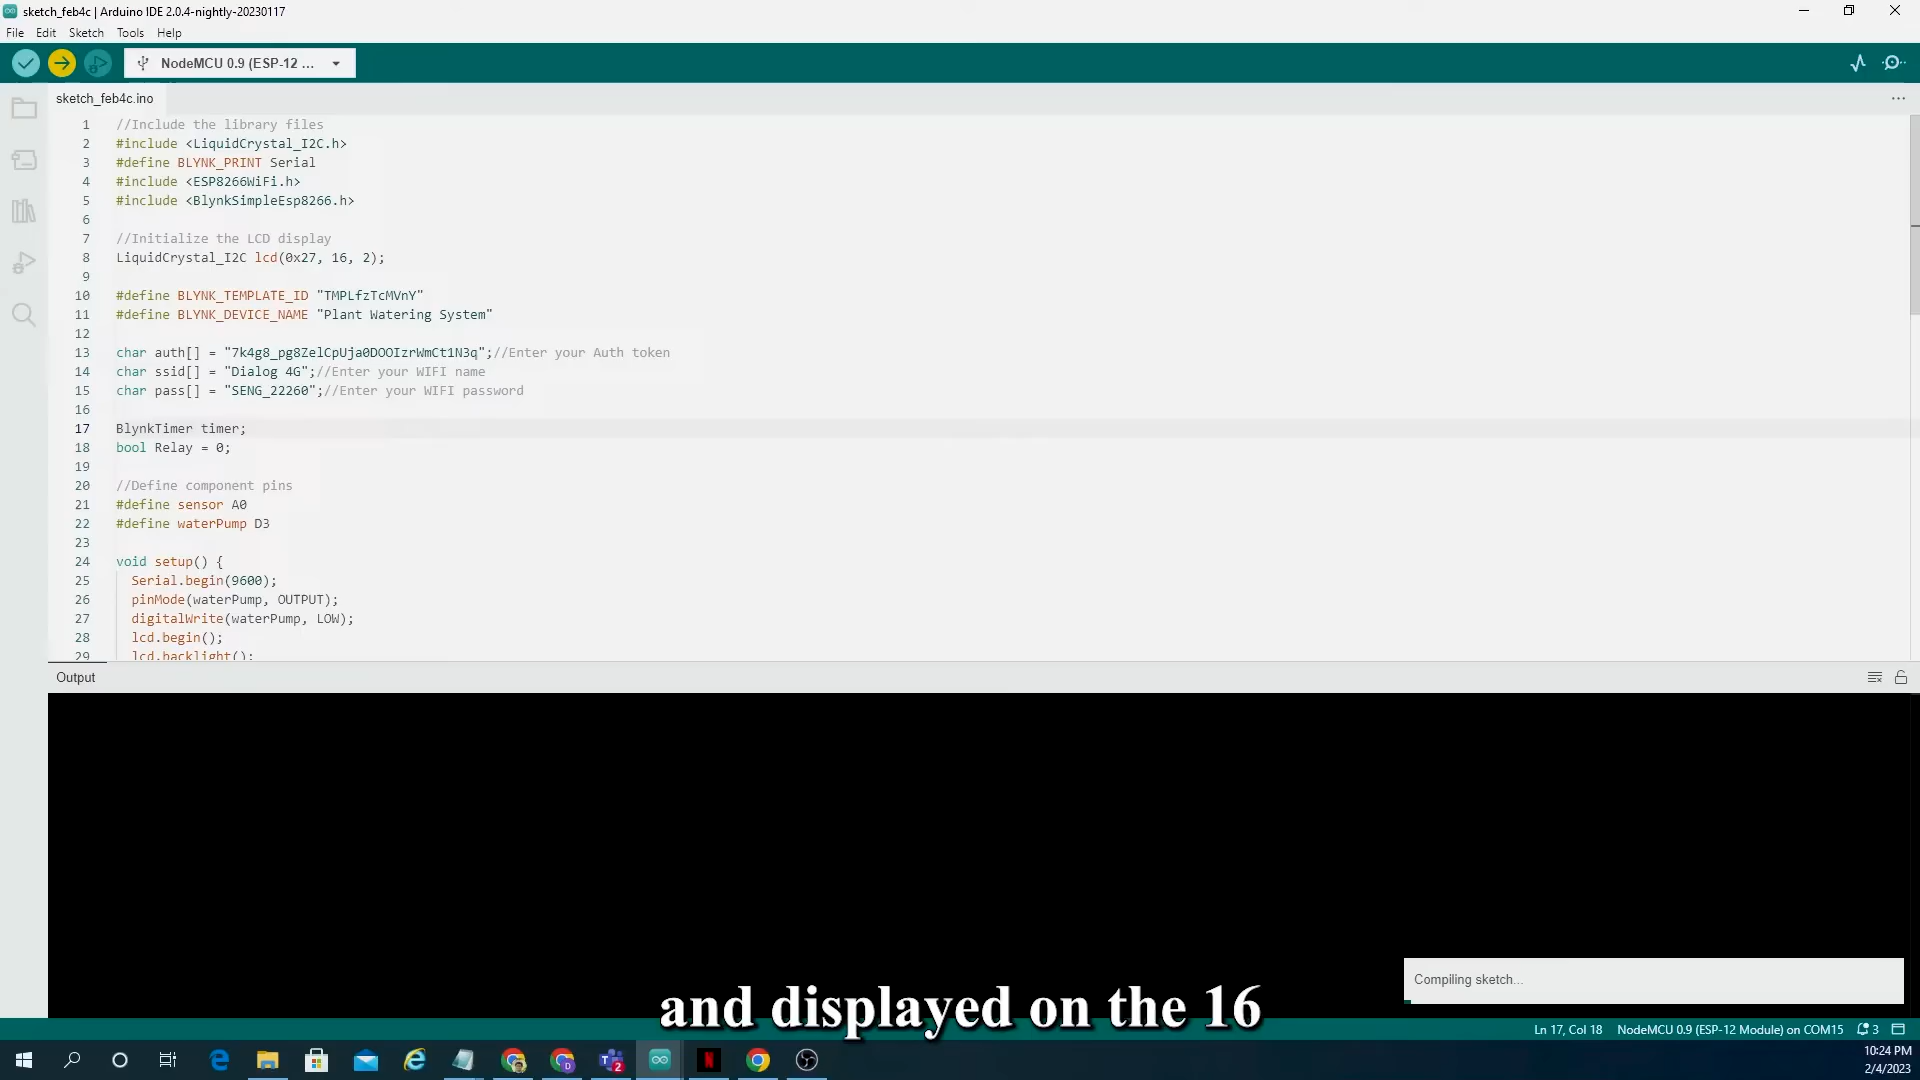 sketch_feb4c | Arduino IDE 2.0.4-nightly-20230117
File Edit Sketch Tools Help
NodeMCU 0.9 (ESP-12 ...
sketch_feb4c.ino
1 //Include the library files
2 #include <LiquidCrystal_I2C.h>
3 #define BLYNK_PRINT Serial
4 #include <ESP8266WiFi.h>
5 #include <BlynkSimpleEsp8266.h>
6
7 //Initialize the LCD display
8 LiquidCrystal_I2C lcd(0x27, 16, 2);
9
10 #define BLYNK_TEMPLATE_ID "TMPLfzTcMVnY"
11 #define BLYNK_DEVICE_NAME "Plant Watering System"
12
13 char auth[] = "7k4g8_pg8ZelCpUja0DOOIzrWmCt1N3q";//Enter your Auth token
14 char ssid[] = "Dialog 4G";//Enter your WIFI name
15 char pass[] = "SENG_22260";//Enter your WIFI password
16
17 BlynkTimer timer;
18 bool Relay = 0;
19
20 //Define component pins
21 #define sensor A0
22 #define waterPump D3
23
24 void setup() {
25 Serial.begin(9600);
26 pinMode(waterPump, OUTPUT);
27 digitalWrite(waterPump, LOW);
28 lcd.begin();
29 lcd.backlight();
Output
Compiling sketch...
and displayed on the 16
Ln 17, Col 18 NodeMCU 0.9 (ESP-12 Module) on COM15 3
2
10:24 PM
2/4/2023